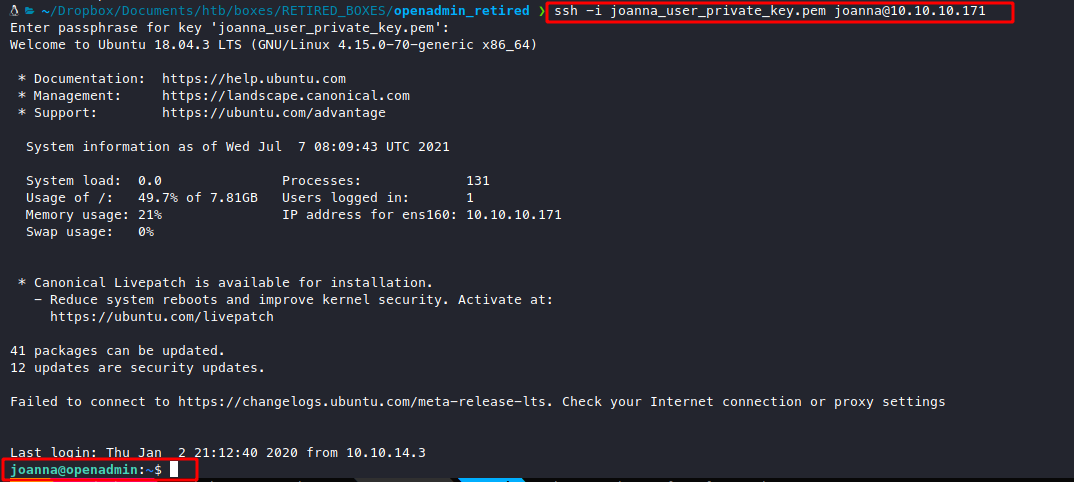 ~/Dropbox/Documents/htb/boxes/RETIRED_BOXES/openadmin_retired ❯ ssh -i joanna_user_private_key.pem joanna@10.10.10.171
Enter passphrase for key 'joanna_user_private_key.pem':
Welcome to Ubuntu 18.04.3 LTS (GNU/Linux 4.15.0-70-generic x86_64)
* Documentation:  https://help.ubuntu.com
* Management:     https://landscape.canonical.com
* Support:        https://ubuntu.com/advantage
System information as of Wed Jul  7 08:09:43 UTC 2021
System load:  0.0               Processes:             131
Usage of /:   49.7% of 7.81GB   Users logged in:       1
Memory usage: 21%               IP address for ens160: 10.10.10.171
Swap usage:   0%
* Canonical Livepatch is available for installation.
- Reduce system reboots and improve kernel security. Activate at:
https://ubuntu.com/livepatch
41 packages can be updated.
12 updates are security updates.
Failed to connect to https://changelogs.ubuntu.com/meta-release-lts. Check your Internet connection or proxy settings
Last login: Thu Jan  2 21:12:40 2020 from 10.10.14.3
joanna@openadmin:~$